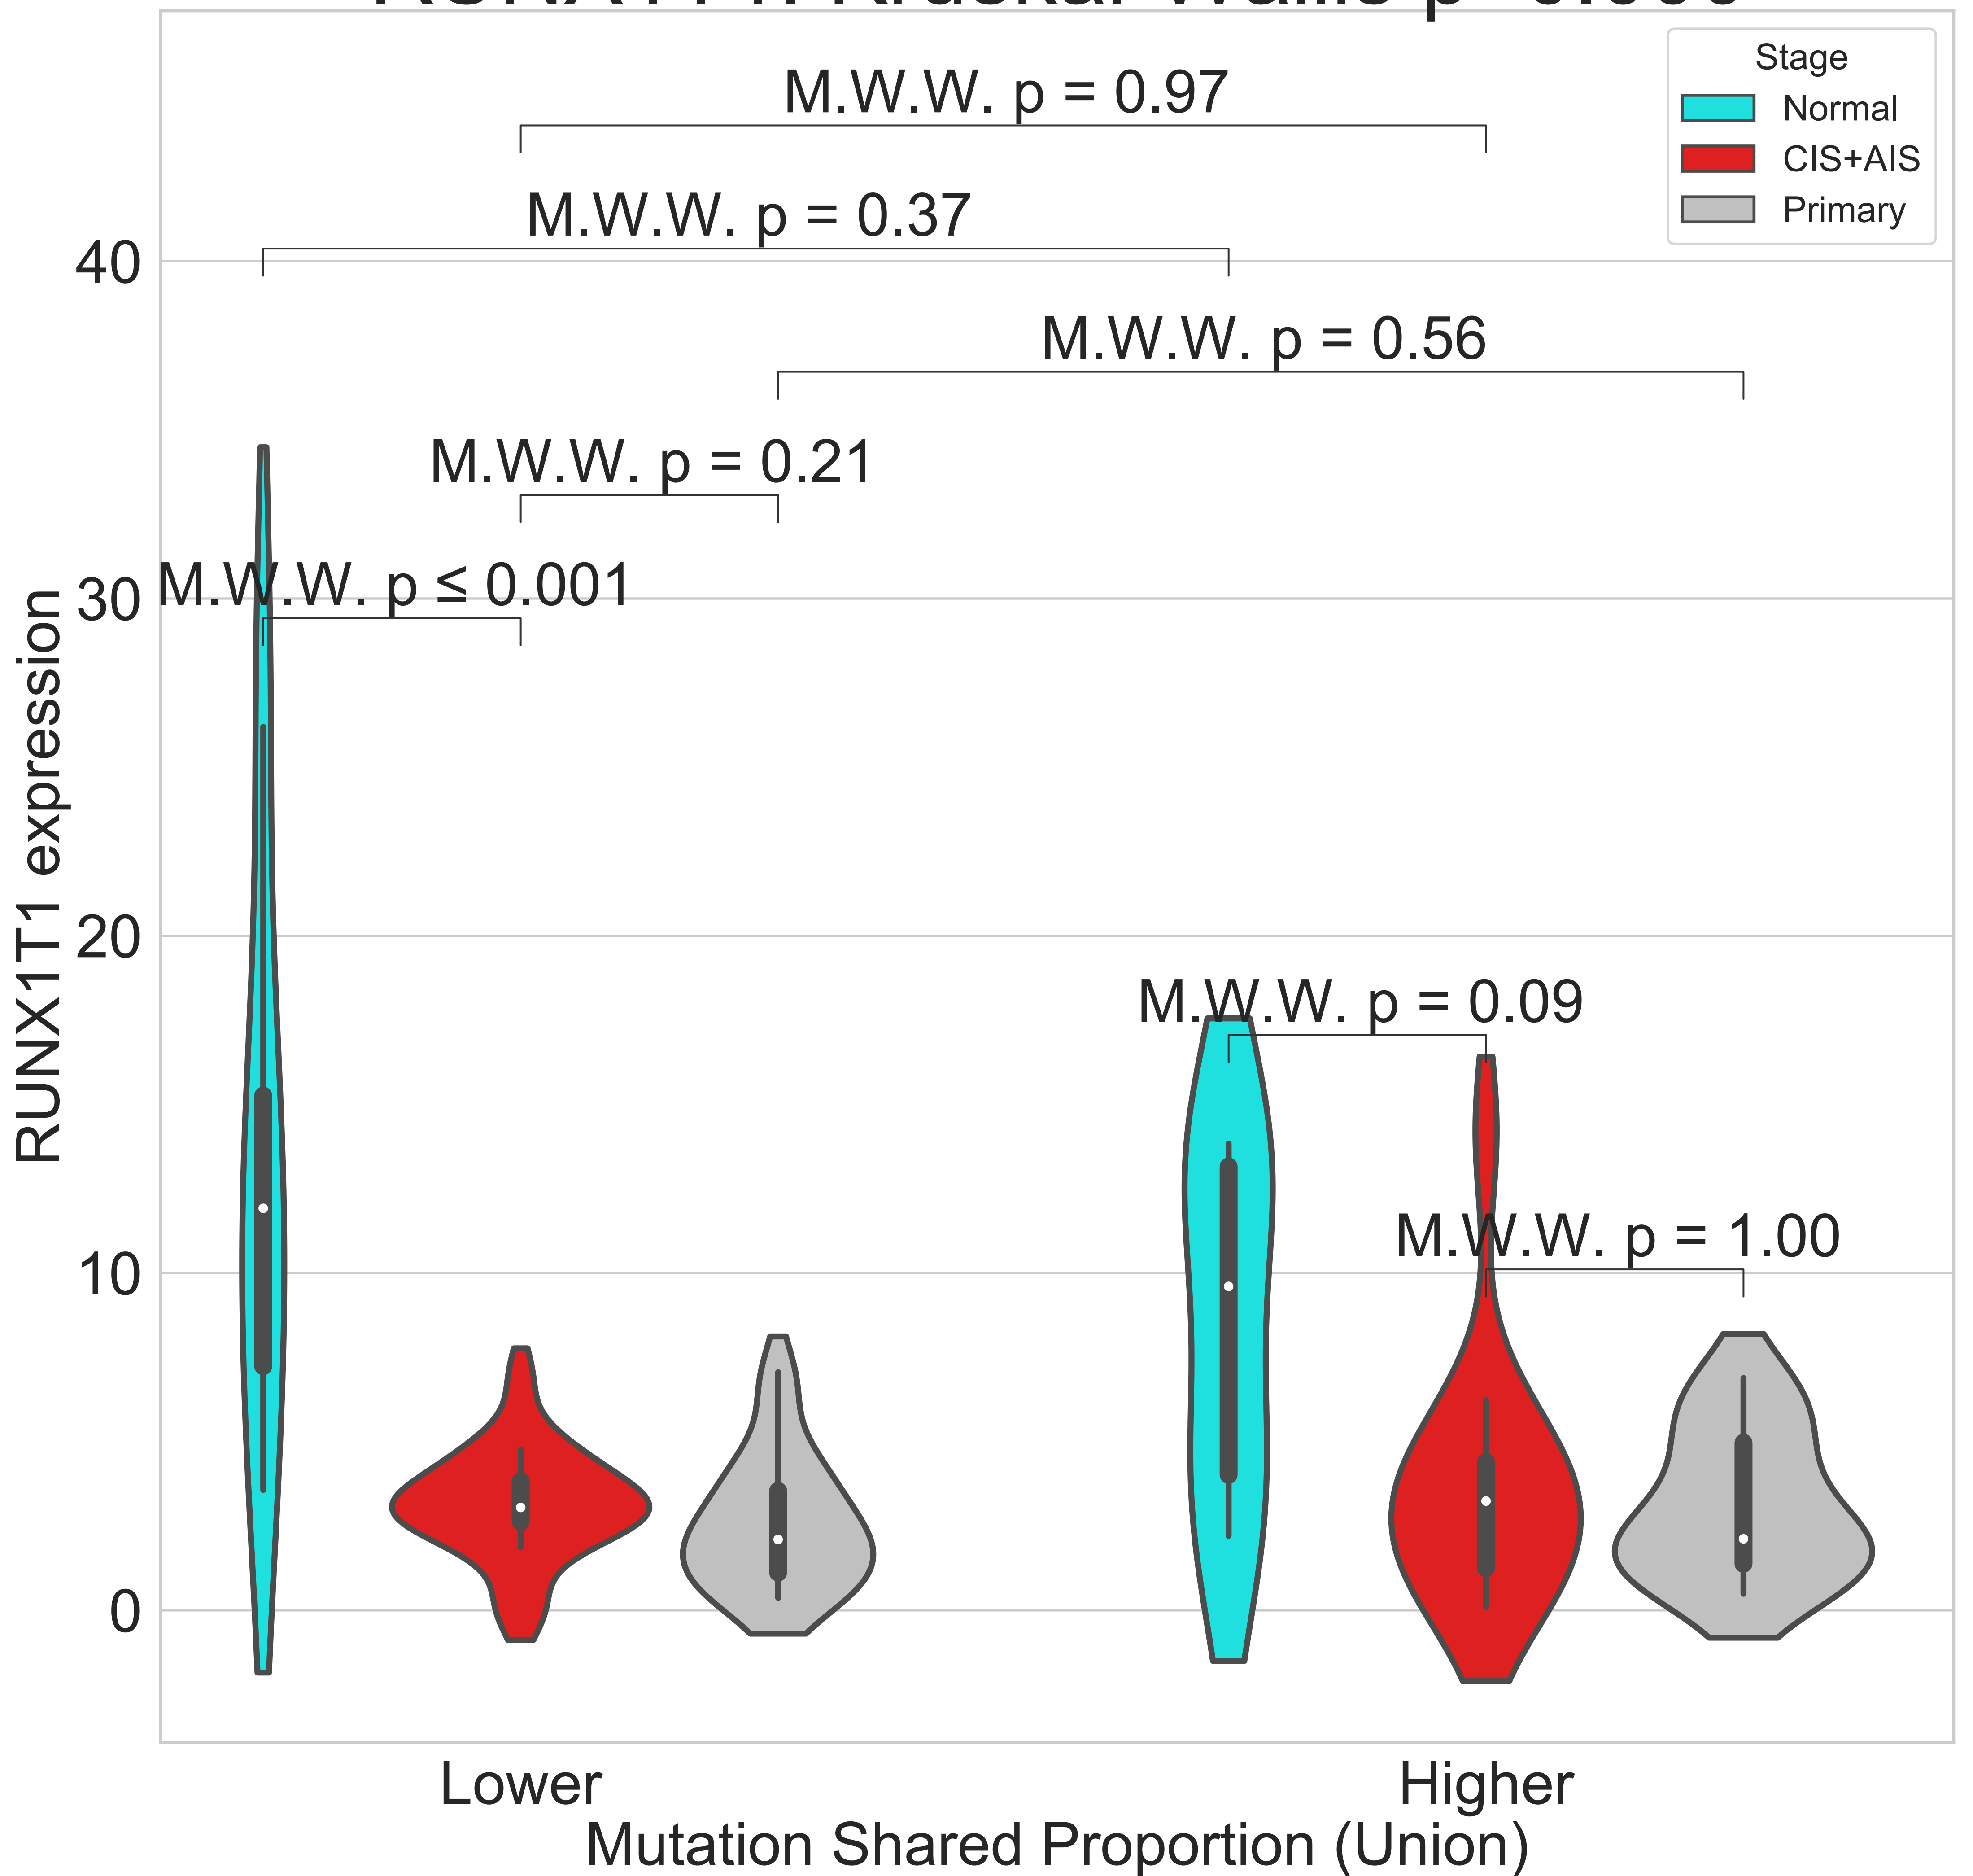 Stage
Normal
CIS+AIS
Primary
M.W.W. p = 0.97
M.W.W. p = 0.37
M.W.W. p = 0.56
M.W.W. p = 0.21
M.W.W. p ≤ 0.001
M.W.W. p = 0.09
M.W.W. p = 1.00
RUNX1T1 expression
40
30
20
10
0
Lower
Higher
Mutation Shared Proportion (Union)